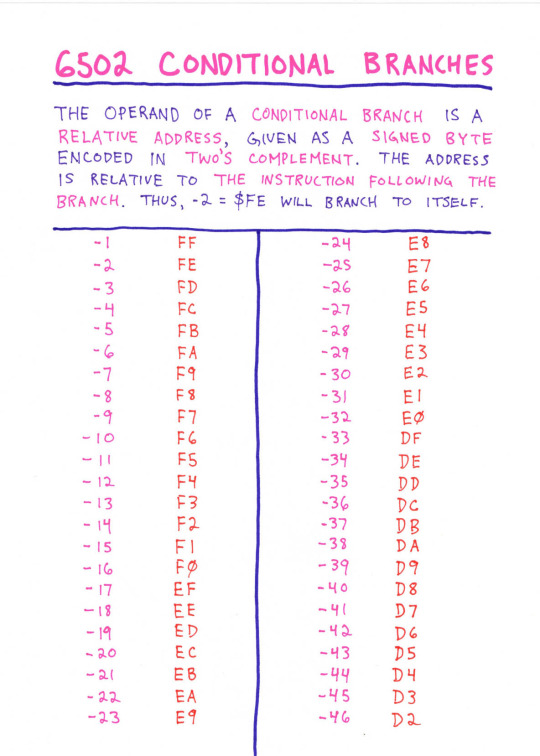 6502 CONDITIONAL BRANCHES
THE OPERAND OF A CONDITIONAL BRANCH IS A
RELATIVE ADDRESS, GIVEN AS A SIGNED BYTE
ENCODED IN TWO'S COMPLEMENT. THE ADDRESS
IS RELATIVE TO THE INSTRUCTION FOLLOWING THE
BRANCH. THUS, -2 = $FE WILL BRANCH TO ITSELF.
-1 FF
-2 FE
-3 FD
-4 FC
-5 FB
-6 FA
-7 F9
-8 F8
-9 F7
-10 F6
-11 F5
-12 F4
-13 F3
-14 F2
-15 F1
-16 FØ
-17 EF
-18 EE
-19 ED
-20 EC
-21 EB
-22 EA
-23 E9
-24 E8
-25 E7
-26 E6
-27 E5
-28 E4
-29 E3
-30 E2
-31 E1
-32 EØ
-33 DF
-34 DE
-35 DD
-36 DC
-37 DB
-38 DA
-39 D9
-40 D8
-41 D7
-42 D6
-43 D5
-44 D4
-45 D3
-46 D2